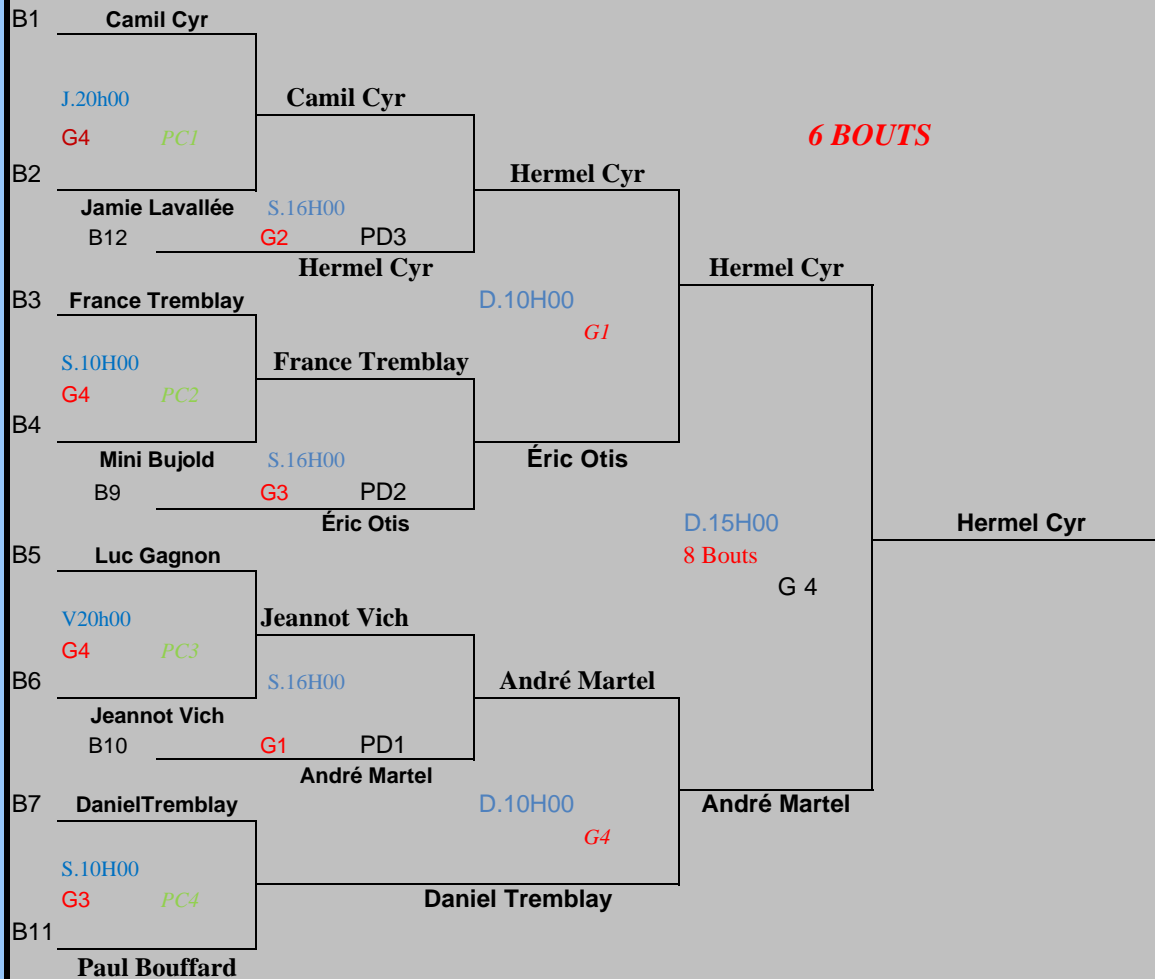 B1 Camil Cyr
J.20h00 Camil Cyr
G4 PC1 6 BOUTS
B2 Hermel Cyr
Jamie Lavallée S.16H00
B12 G2 PD3
Hermel Cyr Hermel Cyr
B3 France Tremblay D.10H00
G1
S.10H00 France Tremblay
G4 PC2
B4
Mini Bujold S.16H00 Éric Otis
B9 G3 PD2
Éric Otis D.15H00 Hermel Cyr
B5 Luc Gagnon 8 Bouts
G 4
V20h00 Jeannot Vich
G4 PC3
B6 S.16H00 André Martel
Jeannot Vich
B10 G1 PD1
André Martel
B7 DanielTremblay D.10H00 André Martel
G4
S.10H00
G3 PC4 Daniel Tremblay
B11
Paul Bouffard